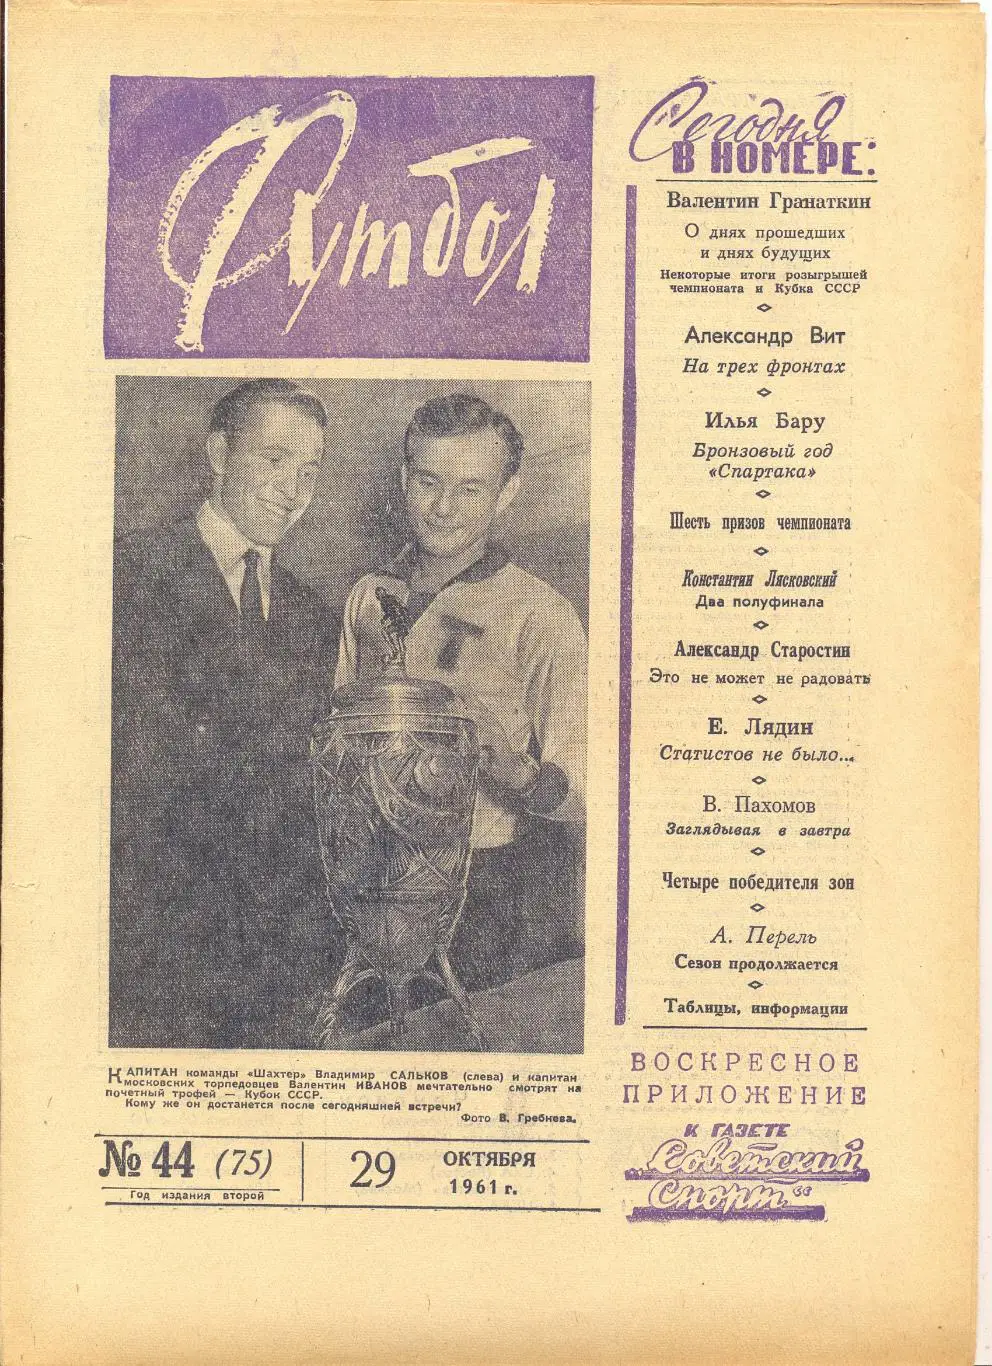 Футбол
Сегодня
В НОМЕРЕ:
Валентин Гранаткин
О днях прошедших
и днях будущих
Некоторые итоги розыгрышей
чемпионата и Кубка СССР
Александр Вит
На трех фронтах
Илья Бару
Бронзовый год
«Спартака»
Шесть призов чемпионата
Константин Лясковский
Два полуфинала
Александр Старостин
Это не может не радовать
Е. Лядин
Статистов не было...
В. Пахомов
Заглядывая в завтра
Четыре победителя зон
А. Перель
Сезон продолжается
Таблицы, информации
Т
КАПИТАН команды «Шахтер» Владимир САЛЬКОВ (слева) и капитан
московских торпедовцев Валентин ИВАНОВ мечтательно смотрят на
почетный трофей — Кубок СССР.
Кому же он достанется после сегодняшней встречи?
Фото В. Гребнева.
№ 44 (75)
Год издания второй
29
ОКТЯБРЯ
1961 г.
ВОСКРЕСНОЕ
ПРИЛОЖЕНИЕ
К ГАЗЕТЕ
„Советский
Спорт“